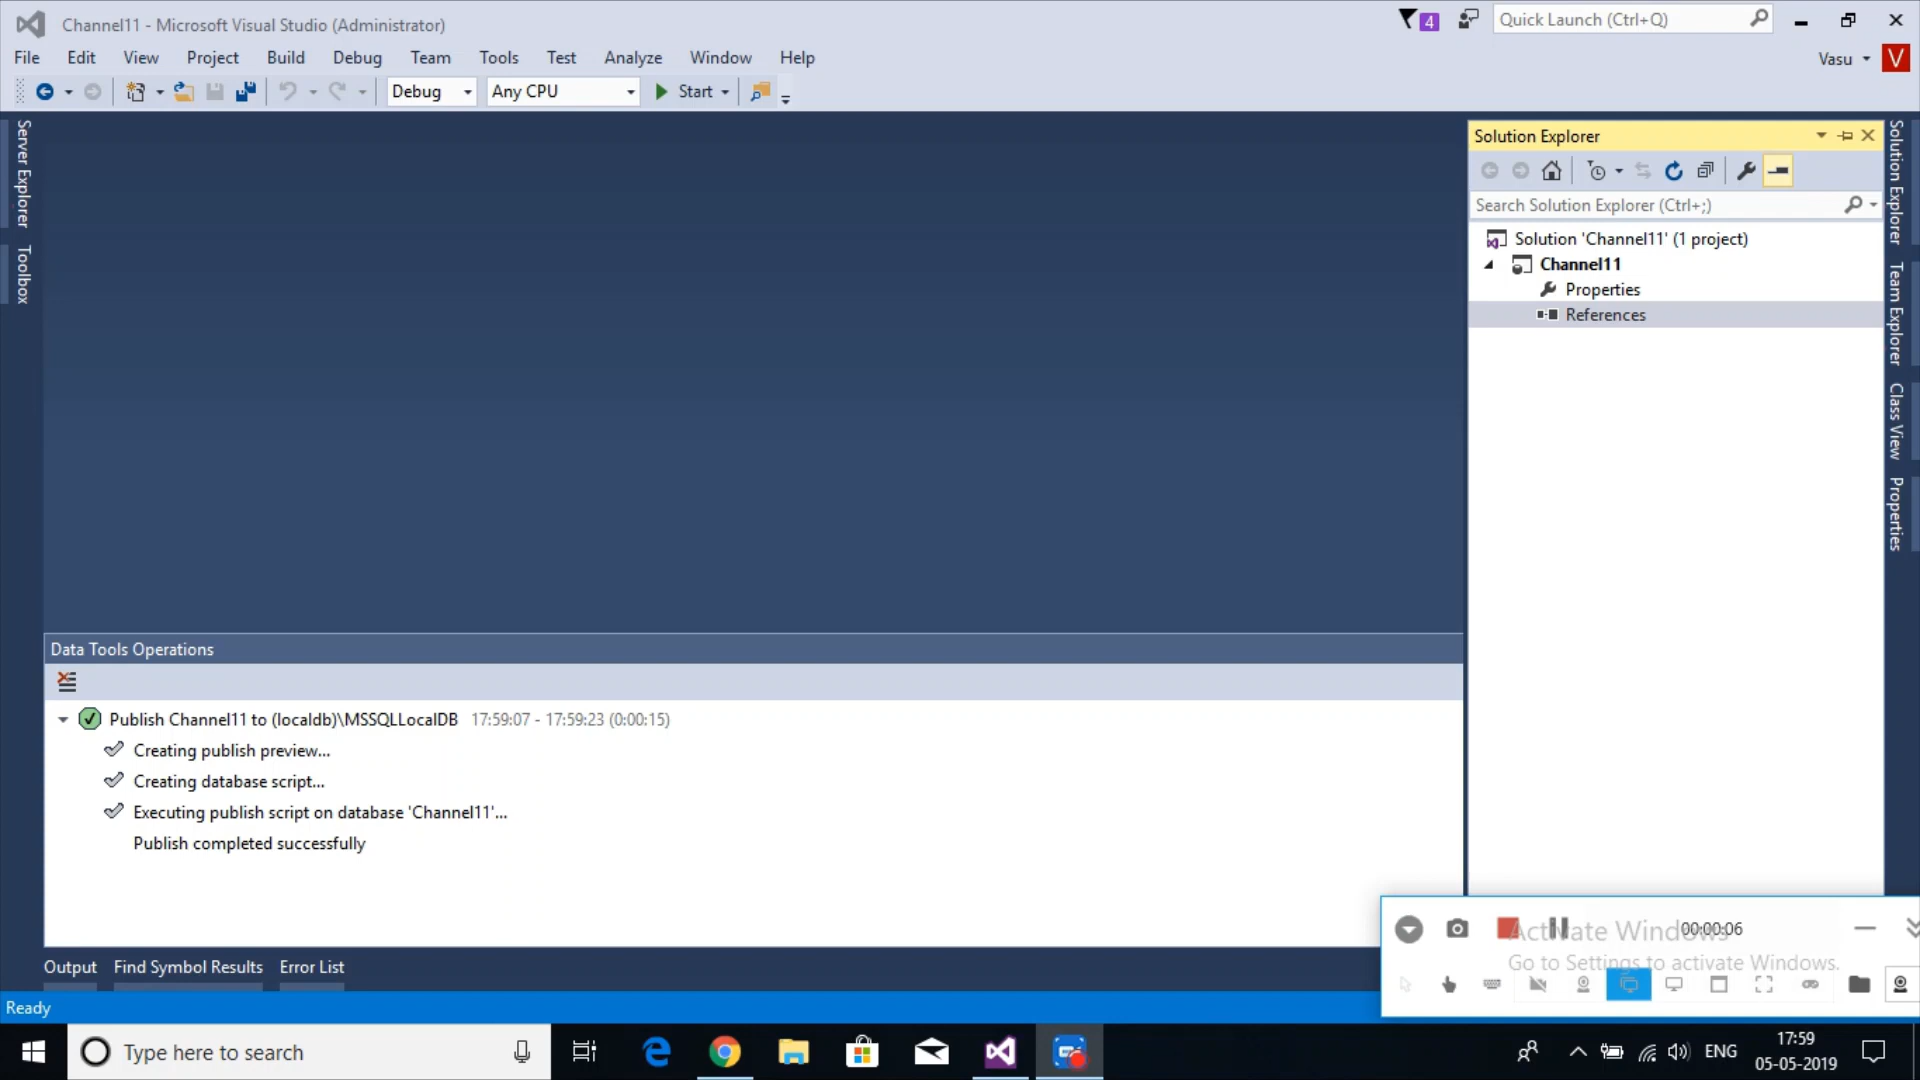 Channel11 - Microsoft Visual Studio (Administrator)
4
Quick Launch (Ctrl+Q)
File Edit View Project Build Debug Team Tools Test Analyze Window Help
Vasu
V
Debug
Any CPU
Start
Server Explorer
Toolbox
Solution Explorer
Search Solution Explorer (Ctrl+;)
Solution 'Channel11' (1 project)
Channel11
Properties
References
Solution Explorer
Team Explorer
Class View
Properties
Data Tools Operations
Publish Channel11 to (localdb)\MSSQLLocalDB 17:59:07 - 17:59:23 (0:00:15)
Creating publish preview...
Creating database script...
Executing publish script on database 'Channel11'...
Publish completed successfully
Activate Windows
00:00:06
Go to Settings to activate Windows.
Output Find Symbol Results Error List
Ready
Type here to search
ENG
17:59
05-05-2019